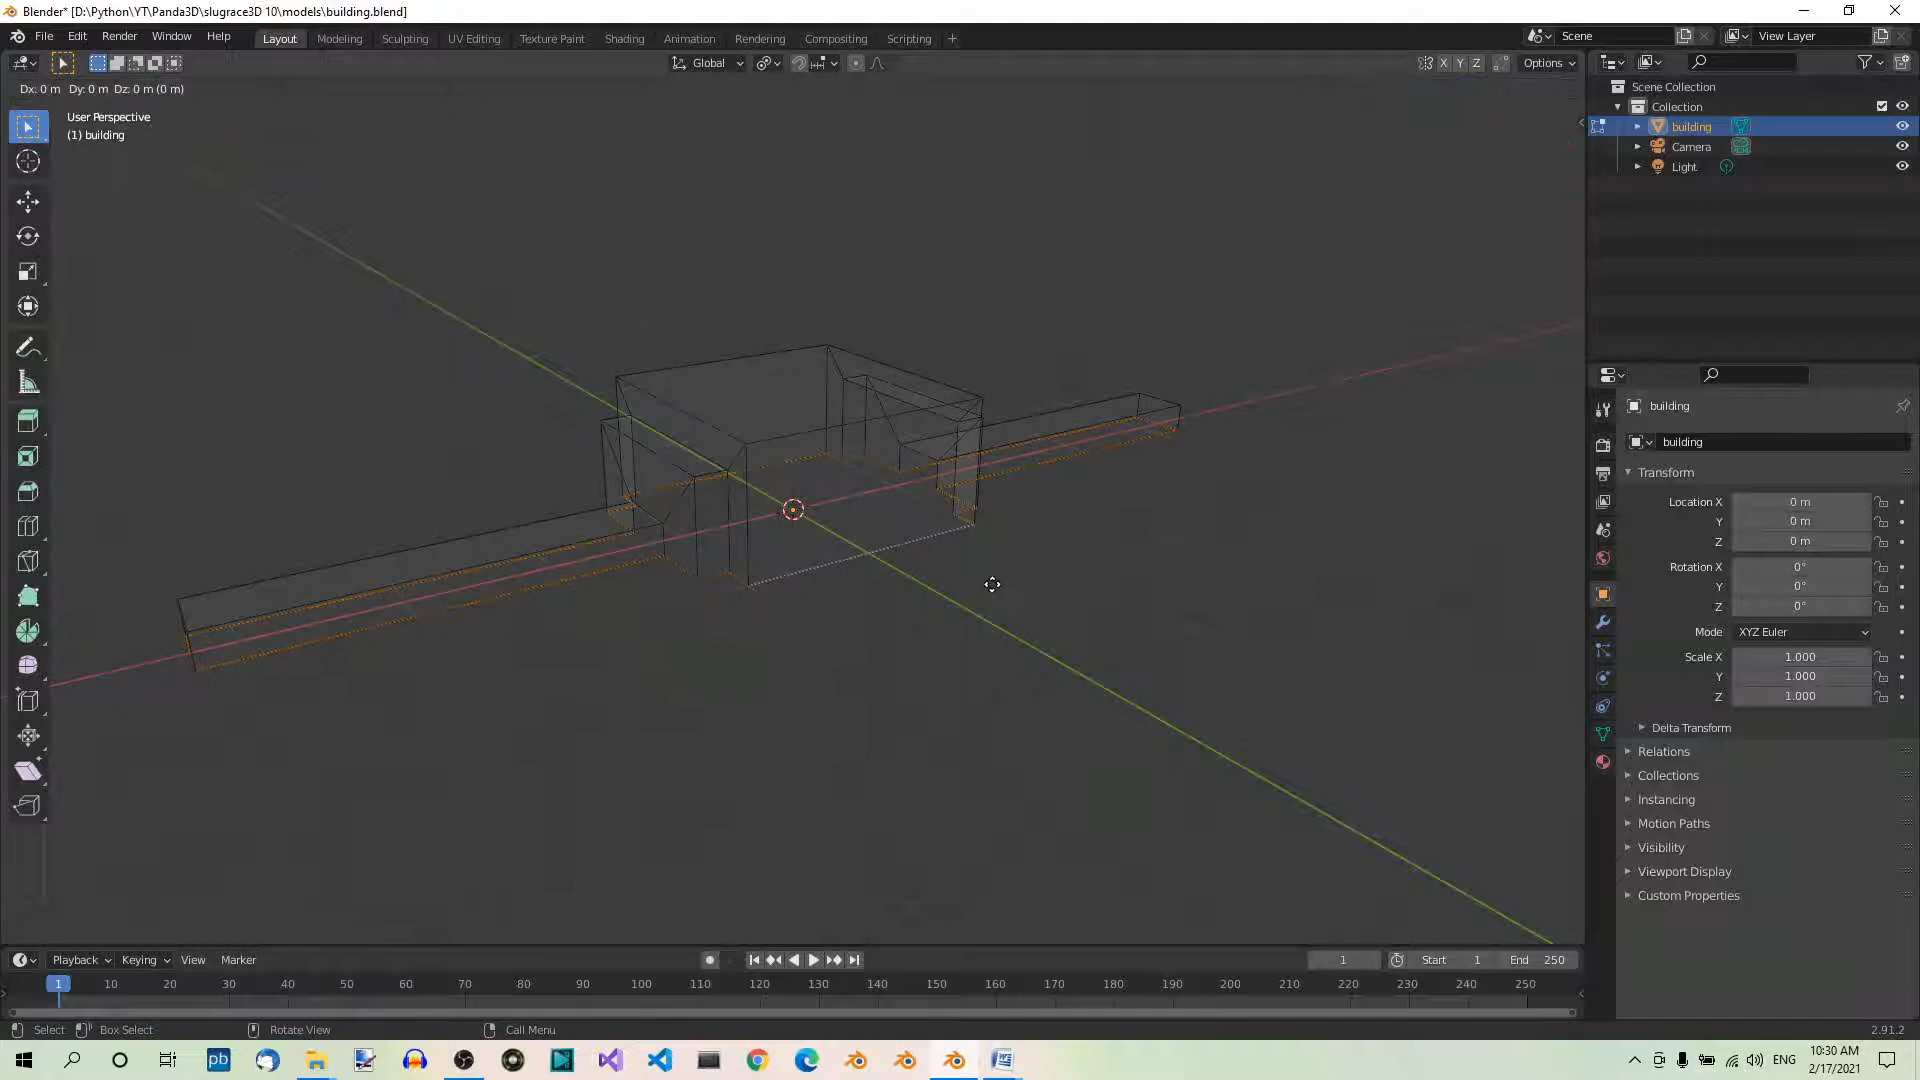 Blender* [D:\Python\YT\Panda3D\slugrace3D 10\models\building.blend]
File Edit Render Window Help
Layout Modeling Sculpting UV Editing Texture Paint Shading Animation Rendering Compositing Scripting +
Scene
View Layer
Global
X Y Z
Options
Dx: 0 m Dy: 0 m Dz: 0 m (0 m)
User Perspective
(1) building
Scene Collection
Collection
building
Camera
Light
building
building
Transform
Location X 0 m
Y 0 m
Z 0 m
Rotation X 0°
Y 0°
Z 0°
Mode XYZ Euler
Scale X 1.000
Y 1.000
Z 1.000
Delta Transform
Relations
Collections
Instancing
Motion Paths
Visibility
Viewport Display
Custom Properties
Playback Keying View Marker
1
Start 1
End 250
1 10 20 30 40 50 60 70 80 90 100 110 120 130 140 150 160 170 180 190 200 210 220 230 240 250
Select Box Select Rotate View Call Menu
2.91.2
pb
ENG
10:30 AM
2/17/2021